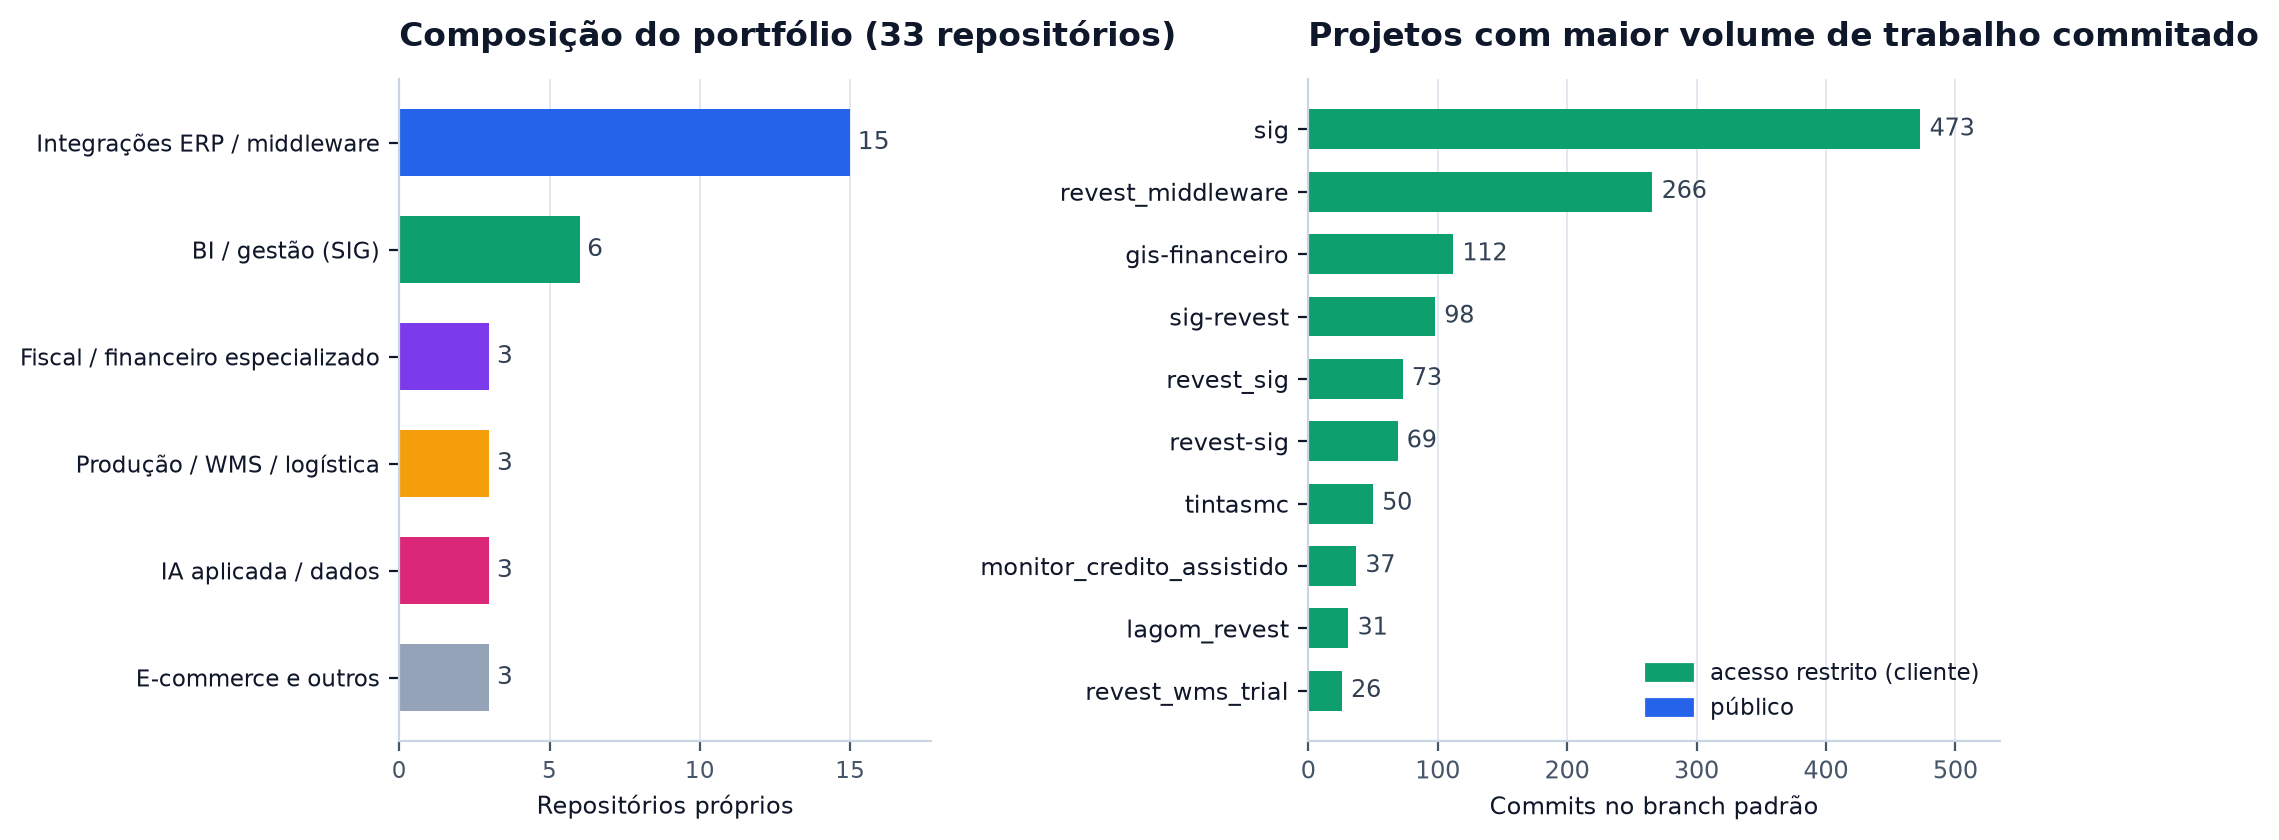 Composição do portfólio (33 repositórios)
Integrações ERP / middleware
15
BI / gestão (SIG)
6
Fiscal / financeiro especializado
3
Produção / WMS / logística
3
IA aplicada / dados
3
E-commerce e outros
3
0 5 10 15
Repositórios próprios
Projetos com maior volume de trabalho commitado
sig
473
revest_middleware
266
gis-financeiro
112
sig-revest
98
revest_sig
73
revest-sig
69
tintasmc
50
monitor_credito_assistido
37
lagom_revest
31
revest_wms_trial
26
acesso restrito (cliente)
público
0 100 200 300 400 500
Commits no branch padrão